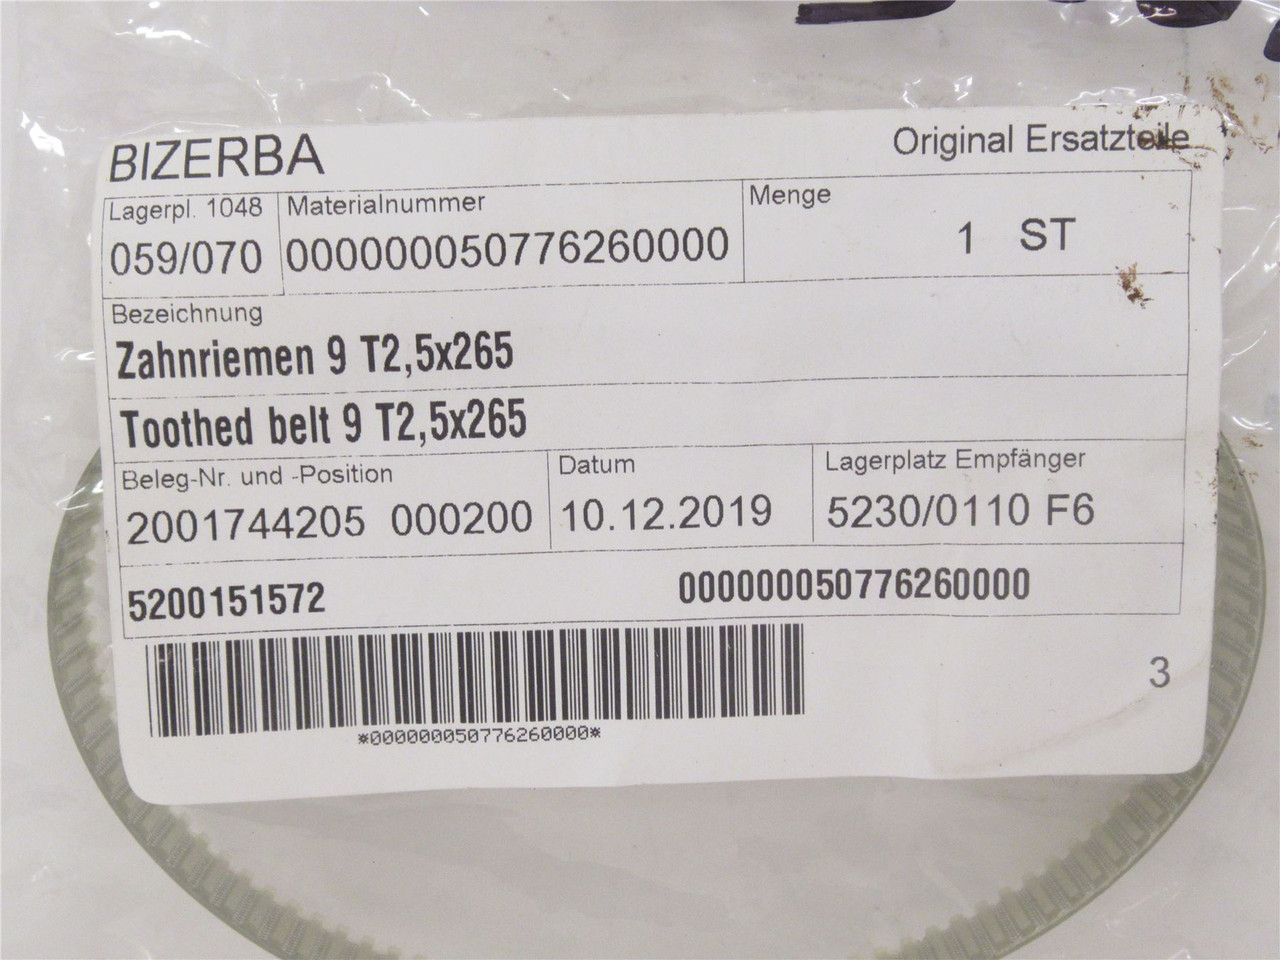 BIZERBA
Original Ersatzteile
Lagerpl. 1048
059/070
Materialnummer
000000050776260000
Menge
1 ST
Bezeichnung
Zahnriemen 9 T2,5x265
Toothed belt 9 T2,5x265
Beleg-Nr. und -Position
2001744205 000200
Datum
10.12.2019
Lagerplatz Empfänger
5230/0110 F6
5200151572
000000050776260000
*000000050776260000*
3